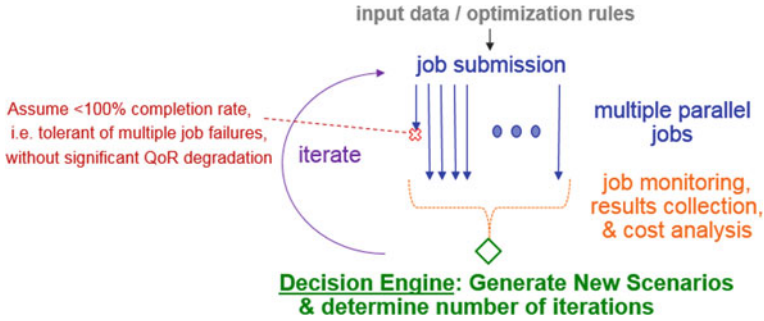 input data / optimization rules
job submission
Assume <100% completion rate,
i.e. tolerant of multiple job failures,
without significant QoR degradation
iterate
multiple parallel
jobs
job monitoring,
results collection,
& cost analysis
Decision Engine: Generate New Scenarios
& determine number of iterations